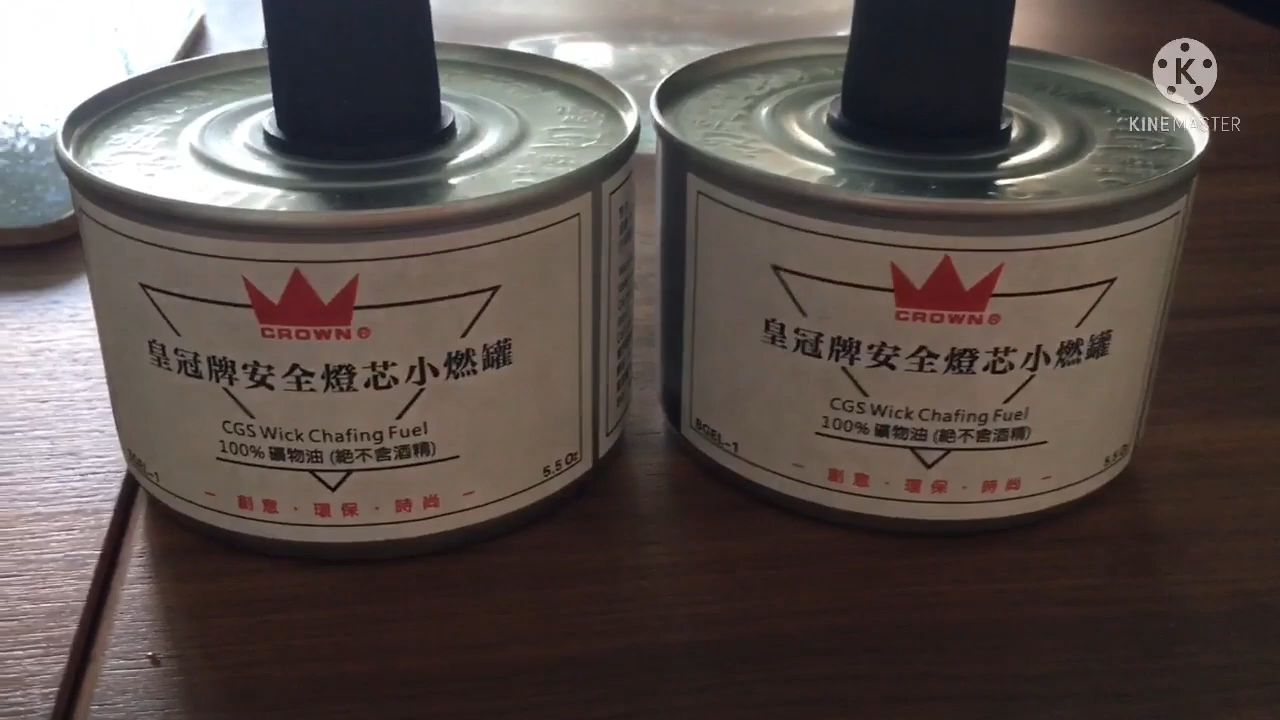 KINEMASTER
CROWN®
皇冠牌安全燈芯小燃罐
CGS Wick Chafing Fuel
100% 礦物油 (絕不含酒精)
5.5 Oz
– 創意 · 環保 · 時尚 –
CROWN®
皇冠牌安全燈芯小燃罐
CGS Wick Chafing Fuel
100% 礦物油 (絕不含酒精)
BGEL-1
5.5 Oz
– 創意 · 環保 · 時尚 –